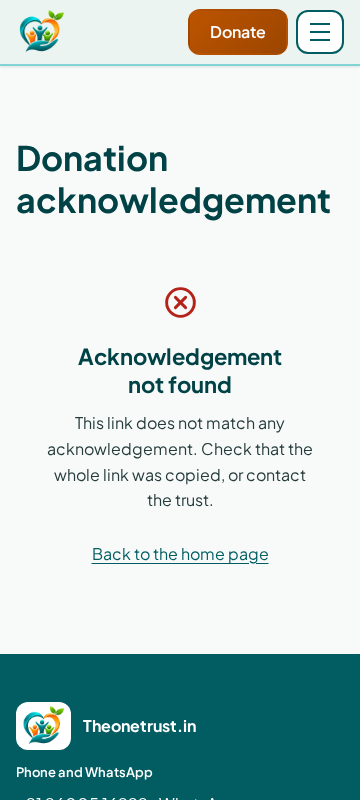 Donate
Donation
acknowledgement
Acknowledgement
not found
This link does not match any
acknowledgement. Check that the
whole link was copied, or contact
the trust.
Back to the home page
Theonetrust.in
Phone and WhatsApp